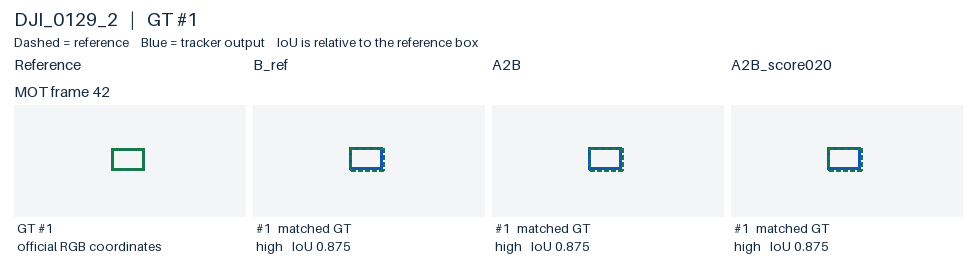 DJI_0129_2 | GT #1
Dashed = reference Blue = tracker output IoU is relative to the reference box
Reference B_ref A2B A2B_score020
MOT frame 42
GT #1 #1 matched GT #1 matched GT #1 matched GT
official RGB coordinates high IoU 0.875 high IoU 0.875 high IoU 0.875